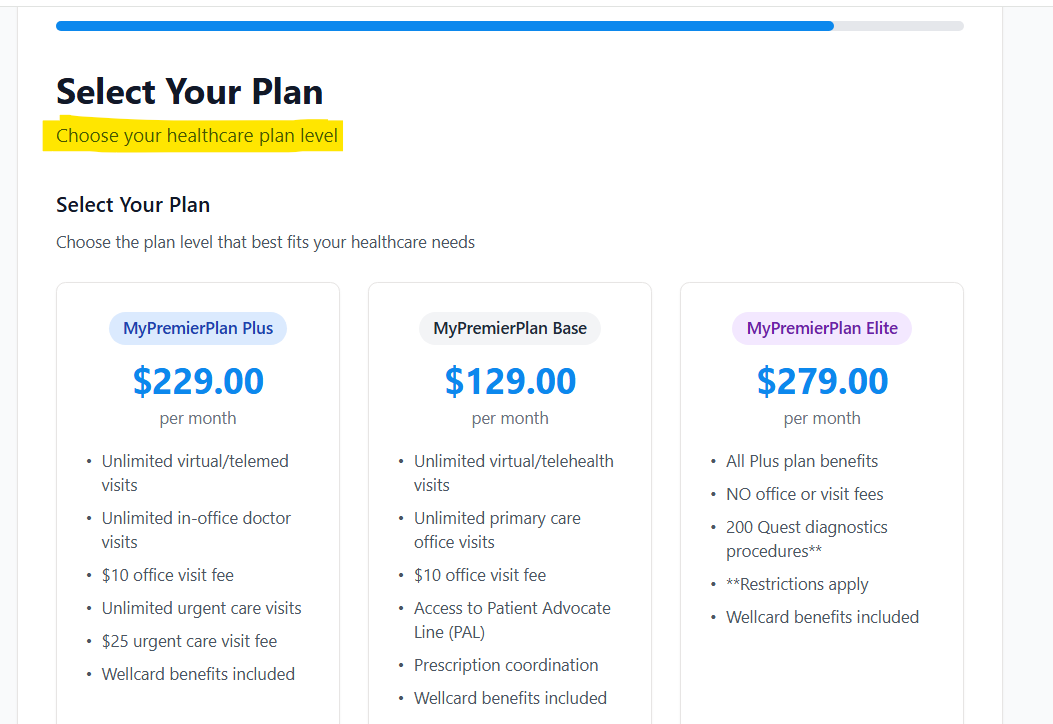 Select Your Plan
Choose your healthcare plan level
Select Your Plan
Choose the plan level that best fits your healthcare needs
MyPremierPlan Plus
$229.00
per month
• Unlimited virtual/telemed
visits
• Unlimited in-office doctor
visits
• $10 office visit fee
• Unlimited urgent care visits
• $25 urgent care visit fee
• Wellcard benefits included
MyPremierPlan Base
$129.00
per month
• Unlimited virtual/telehealth
visits
• Unlimited primary care
office visits
• $10 office visit fee
• Access to Patient Advocate
Line (PAL)
• Prescription coordination
• Wellcard benefits included
MyPremierPlan Elite
$279.00
per month
• All Plus plan benefits
• NO office or visit fees
• 200 Quest diagnostics
procedures**
• **Restrictions apply
• Wellcard benefits included